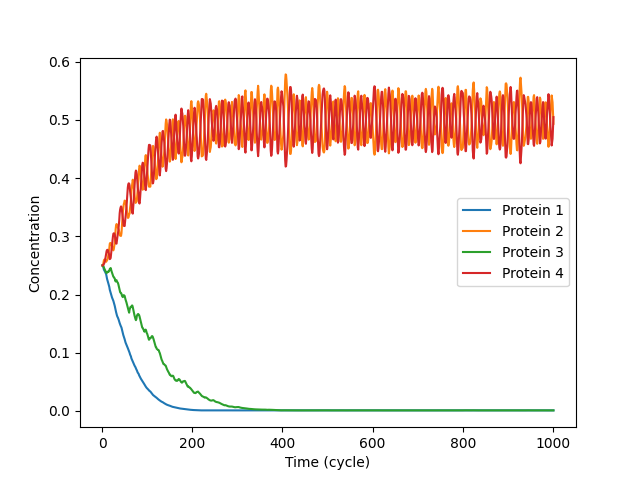 0.6
0.5
0.4
0.3
0.2
0.1
0.0
Concentration
Protein 1
Protein 2
Protein 3
Protein 4
0 200 400 600 800 1000
Time (cycle)